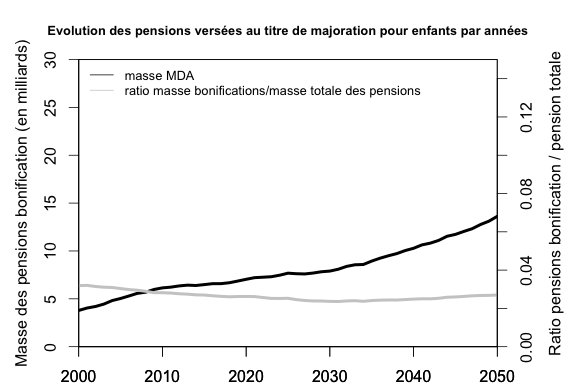 Evolution des pensions versées au titre de majoration pour enfants par années
Masse des pensions bonification (en milliards)
30
25
20
15
10
5
0
masse MDA
ratio masse bonifications/masse totale des pensions
0.12
0.08
0.04
0.00
Ratio pensions bonification / pension totale
2000 2010 2020 2030 2040 2050